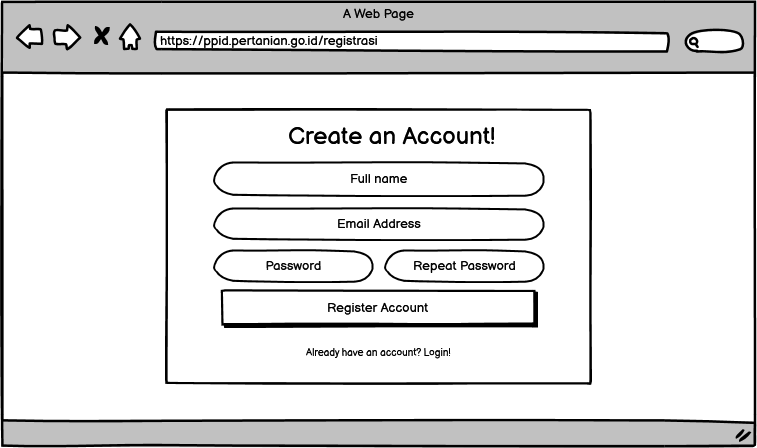 A Web Page
https://ppid.pertanian.go.id/registrasi
Create an Account!
Full name
Email Address
Password
Repeat Password
Register Account
Already have an account? Login!